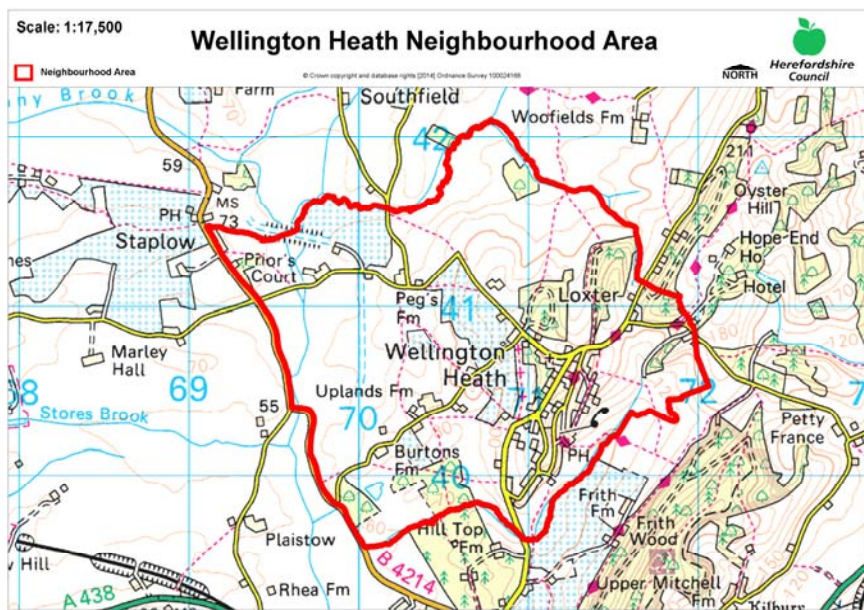 Scale: 1:17,500
Wellington Heath Neighbourhood Area
Neighbourhood Area
© Crown copyright and database rights [2014] Ordnance Survey 100024168
NORTH
Herefordshire
Council
Brook
Farm
Southfield
Woofields Fm
42
59
211
MS
PH
73
Staplow
Oyster
Hill
Prior's
Court
Hope-End
Ho
Hotel
Peg's
Fm
41
Loxter
Marley
Hall
Wellington
Heath
71
69
72
Stores Brook
55
70
Uplands Fm
Petty
France
Burtons
Fm
40
PH
Frith
Fm
Plaistow
Hill Top
Fm
Frith
Wood
Hill
B 4214
Rhea Fm
Upper Mitchell
Fm
A 438
Kilbury